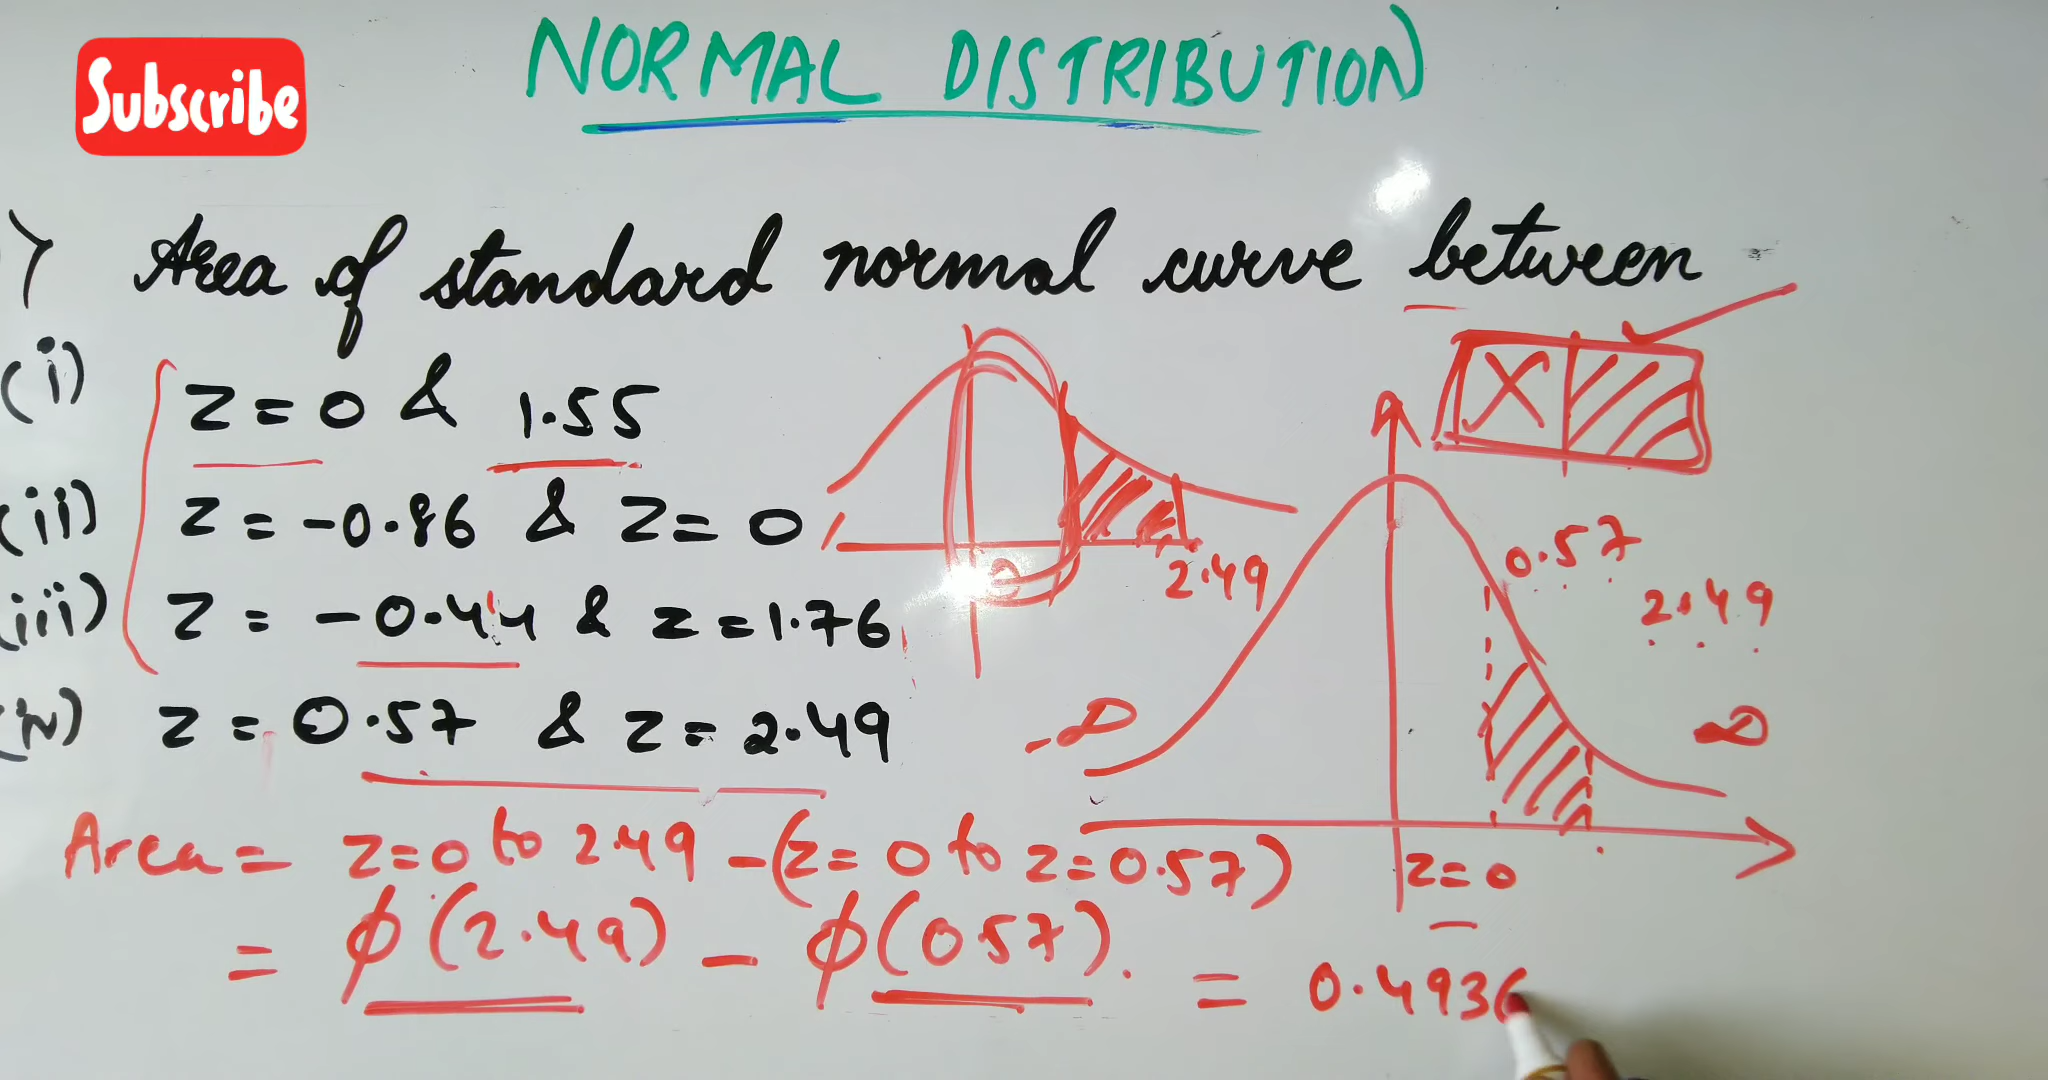 Subscribe
NORMAL DISTRIBUTION
Area of standard normal curve between
(i) z = 0 & 1.55
(ii) z = -0.86 & z = 0
(iii) z = -0.44 & z = 1.76
(iv) z = 0.57 & z = 2.49
0
2.49
0.57
2.49
-∞
∞
z=0
Area = z=0 to 2.49 - (z=0 to z=0.57)
= φ(2.49) - φ(0.57). = 0.4936